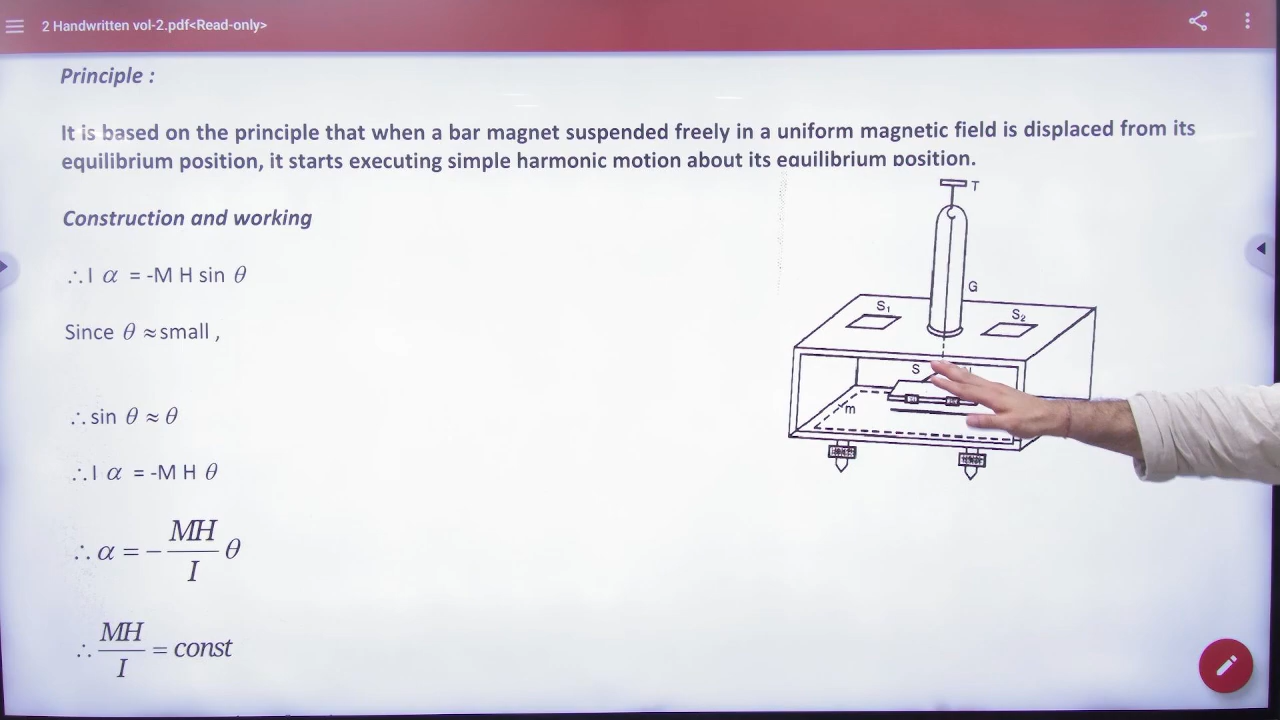 2 Handwritten vol-2.pdf<Read-only>
Principle :
It is based on the principle that when a bar magnet suspended freely in a uniform magnetic field is displaced from its
equilibrium position, it starts executing simple harmonic motion about its equilibrium position.
Construction and working
∴I α = -M H sin θ
Since θ ≈ small ,
∴sin θ ≈ θ
∴I α = -M H θ
∴ α = − MH/I θ
∴ MH/I = const
T
G
S₁
S₂
S
m